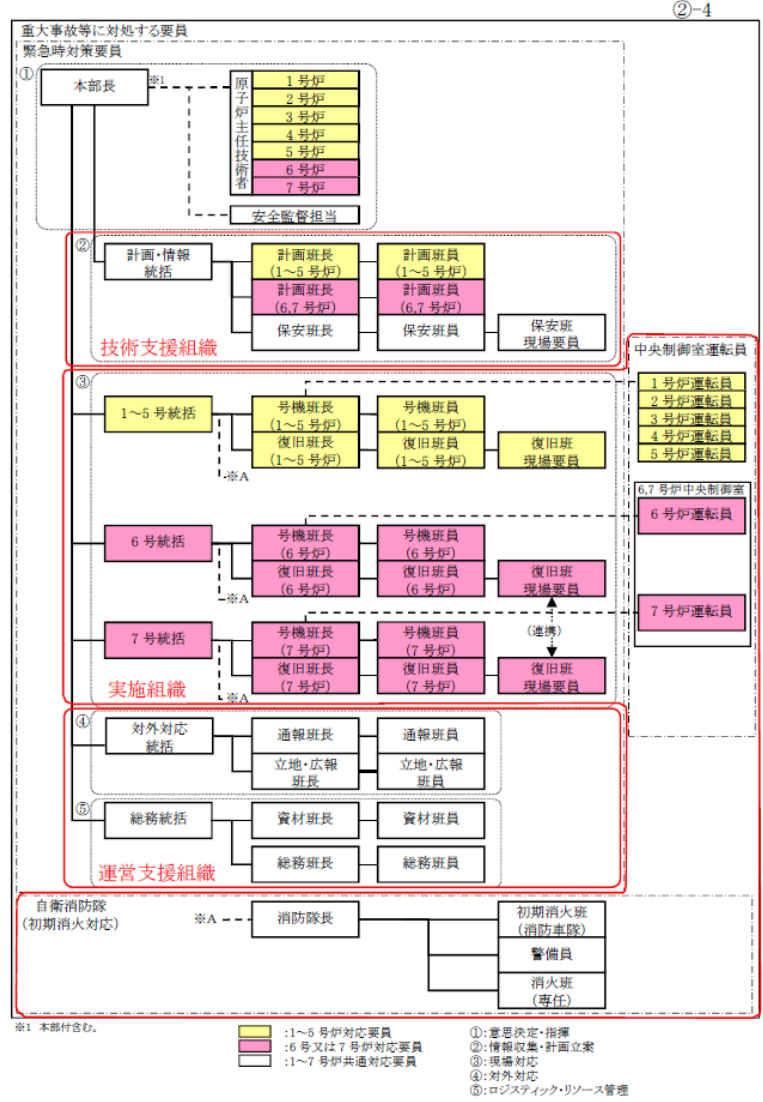 ②-4
重大事故等に対処する要員
緊急時対策要員
①
本部長
※1
原子炉主任技術者
1号炉
2号炉
3号炉
4号炉
5号炉
6号炉
7号炉
安全監督担当
②
計画・情報
統括
計画班長
(1～5号炉)
計画班員
(1～5号炉)
計画班長
(6,7号炉)
計画班員
(6,7号炉)
保安班長
保安班員
保安班
現場要員
技術支援組織
中央制御室運転員
1号炉運転員
2号炉運転員
3号炉運転員
4号炉運転員
5号炉運転員
③
1～5号統括
号機班長
(1～5号炉)
号機班員
(1～5号炉)
復旧班長
(1～5号炉)
復旧班員
(1～5号炉)
復旧班
現場要員
※A
6,7号炉中央制御室
6号炉運転員
6号統括
号機班長
(6号炉)
号機班員
(6号炉)
復旧班長
(6号炉)
復旧班員
(6号炉)
復旧班
現場要員
※A
(連携)
7号炉運転員
7号統括
号機班長
(7号炉)
号機班員
(7号炉)
復旧班長
(7号炉)
復旧班員
(7号炉)
復旧班
現場要員
※A
実施組織
④
対外対応
統括
通報班長
通報班員
立地・広報
班長
立地・広報
班員
⑤
総務統括
資材班長
資材班員
総務班長
総務班員
運営支援組織
自衛消防隊
(初期消火対応)
※A
消防隊長
初期消火班
(消防車隊)
警備員
消火班
(専任)
※1 本部付含む。
:1～5号炉対応要員
:6号又は7号炉対応要員
:1～7号炉共通対応要員
①:意思決定・指揮
②:情報収集・計画立案
③:現場対応
④:対外対応
⑤:ロジスティック・リソース管理